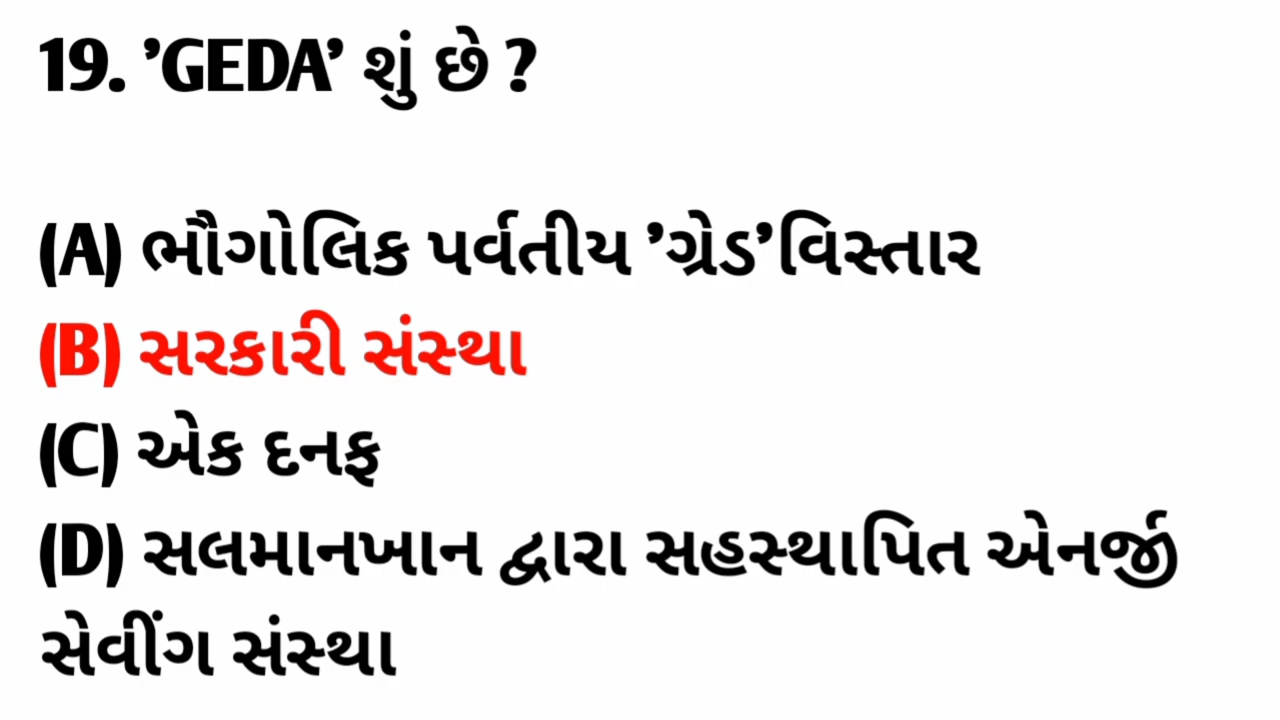 19. 'GEDA' શું છે ?
(A) ભૌગોલિક પર્વતીય 'ગ્રેડ'વિસ્તાર
(B) સરકારી સંસ્થા
(C) એક દનફ
(D) સલમાનખાન દ્વારા સહસ્થાપિત એનર્જી
સેવીંગ સંસ્થા